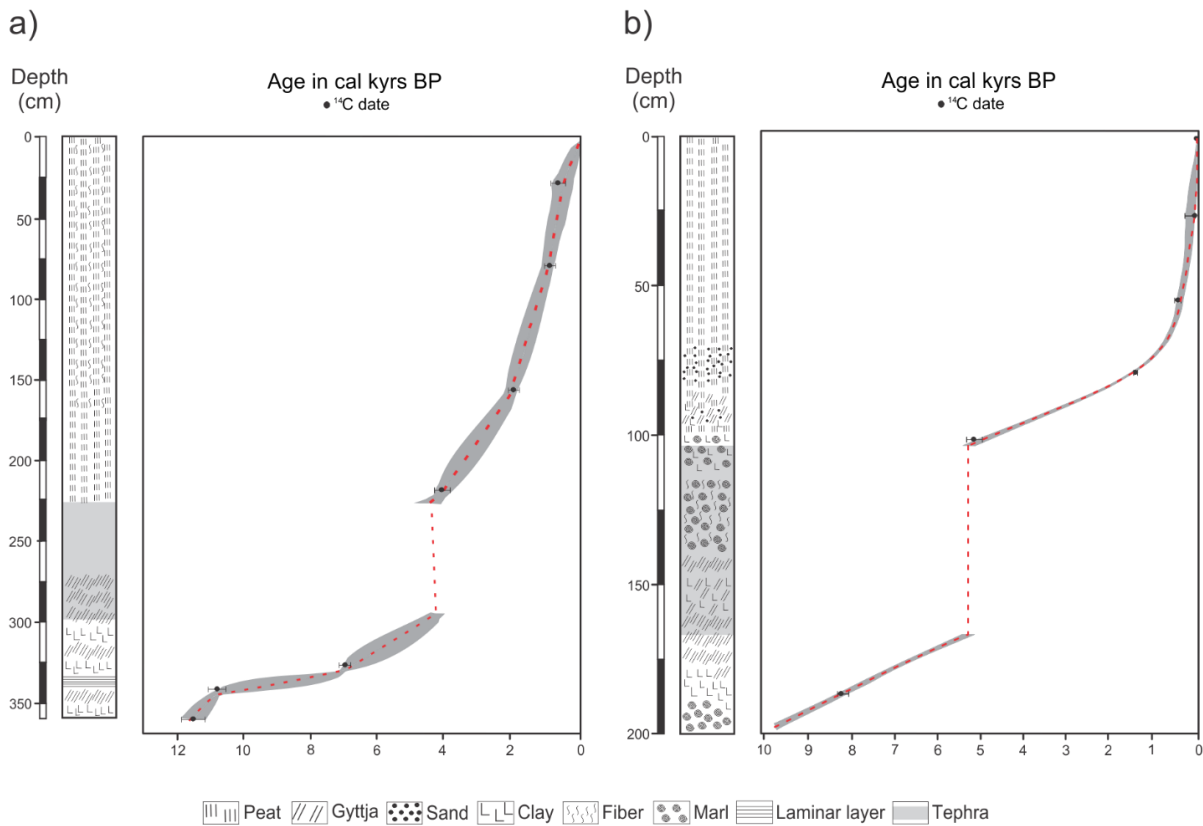 a)
Depth
(cm)
Age in cal kyrs BP
● ¹⁴C date
0
50
100
150
200
250
300
350
12
10
8
6
4
2
0
b)
Depth
(cm)
Age in cal kyrs BP
● ¹⁴C date
0
50
100
150
200
10
9
8
7
6
5
4
3
2
1
0
Peat
Gyttja
Sand
Clay
Fiber
Marl
Laminar layer
Tephra